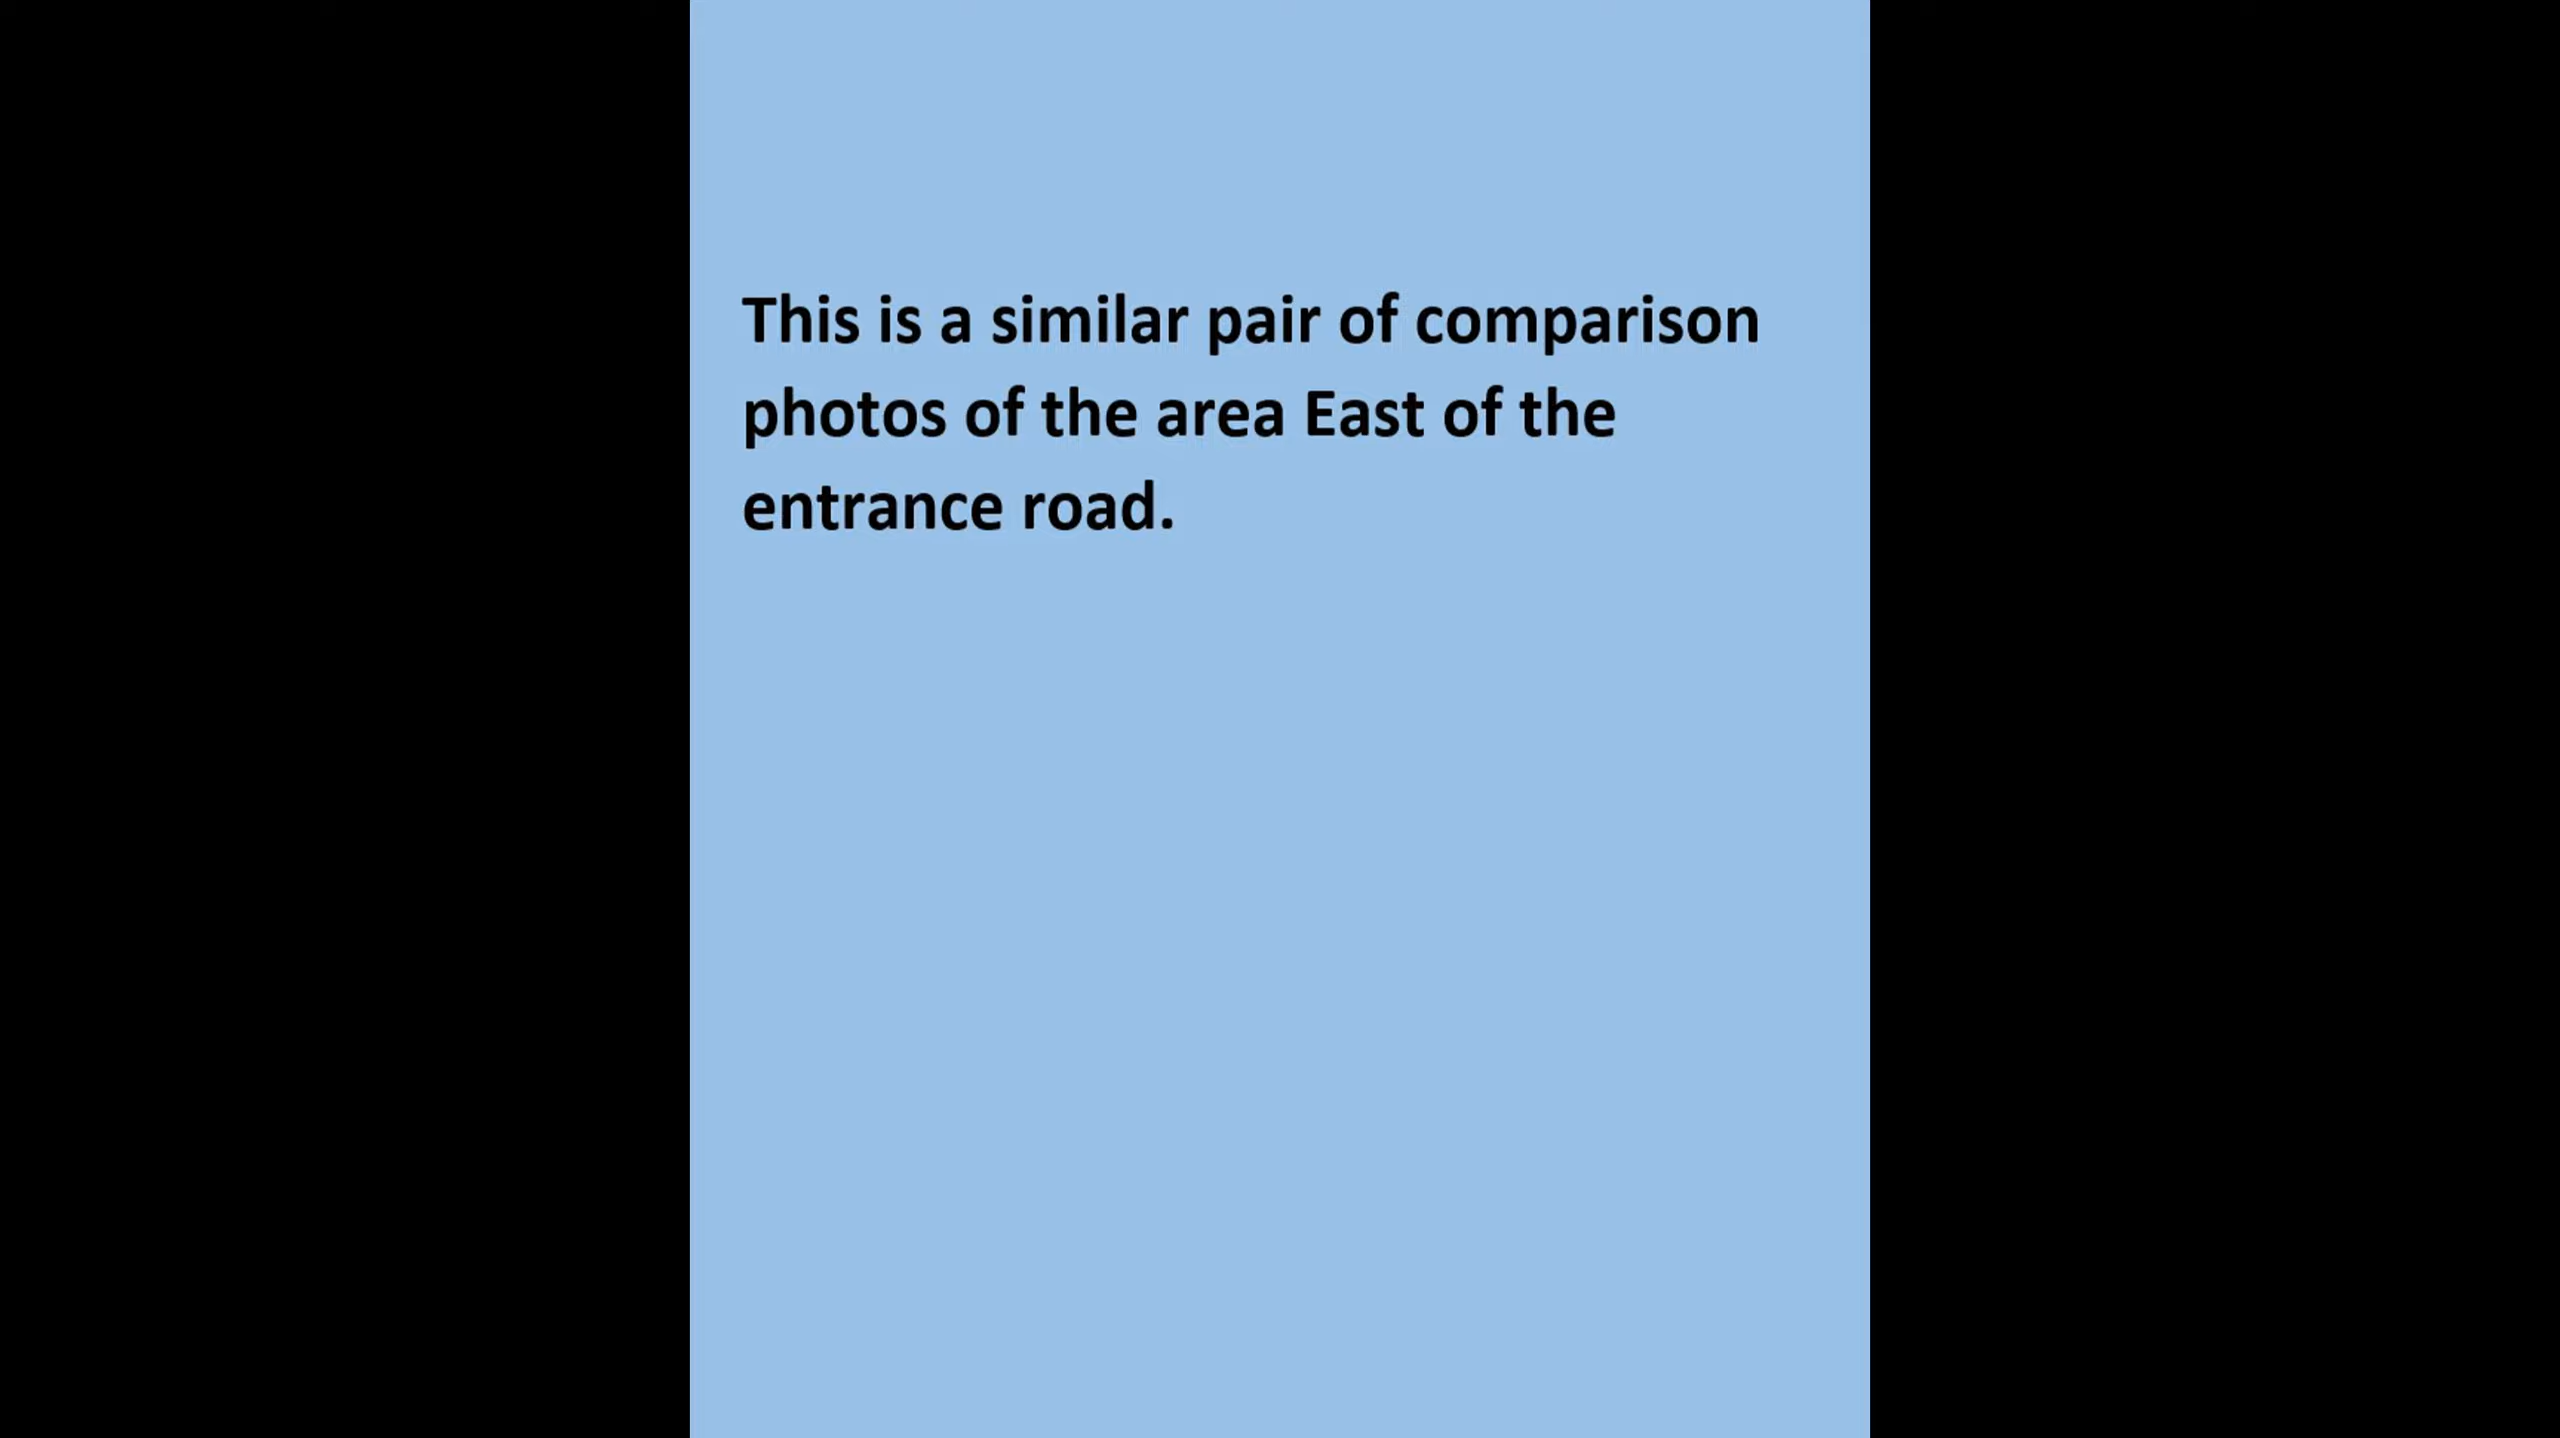 This is a similar pair of comparison
photos of the area East of the
entrance road.